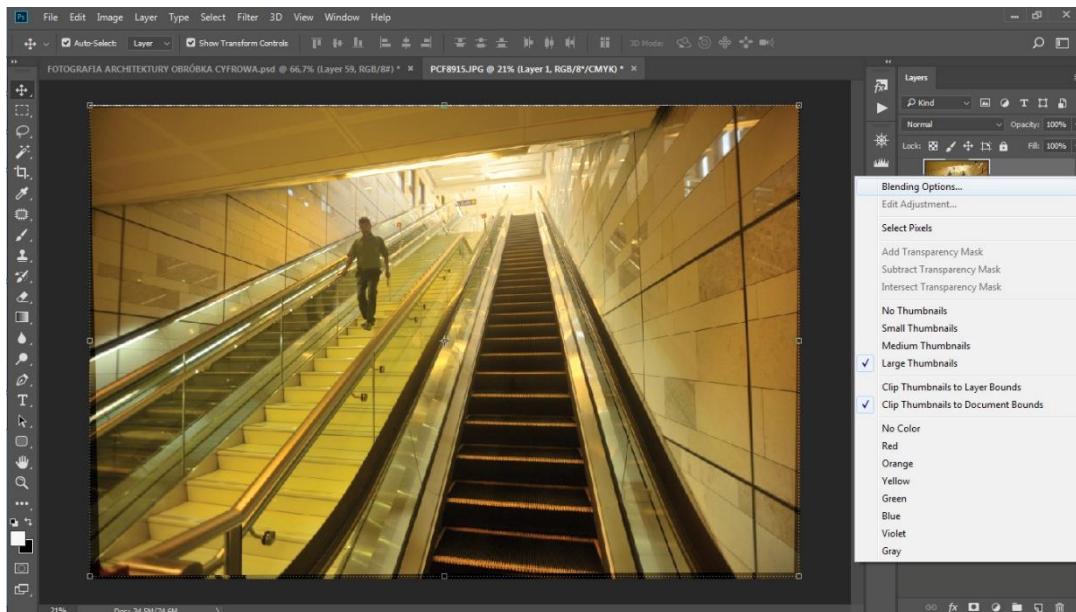 Ps File Edit Image Layer Type Select Filter 3D View Window Help
Auto-Select: Layer Show Transform Controls 3D Mode:
FOTOGRAFIA ARCHITEKTURY OBRÓBKA CYFROWA.psd @ 66,7% (Layer 59, RGB/8#) * × PCF8915.JPG @ 21% (Layer 1, RGB/8*/CMYK) * ×
Layers
Kind
Normal Opacity: 100%
Lock: Fill: 100%
Blending Options...
Edit Adjustment...
Select Pixels
Add Transparency Mask
Subtract Transparency Mask
Intersect Transparency Mask
No Thumbnails
Small Thumbnails
Medium Thumbnails
Large Thumbnails
Clip Thumbnails to Layer Bounds
Clip Thumbnails to Document Bounds
No Color
Red
Orange
Yellow
Green
Blue
Violet
Gray
21%